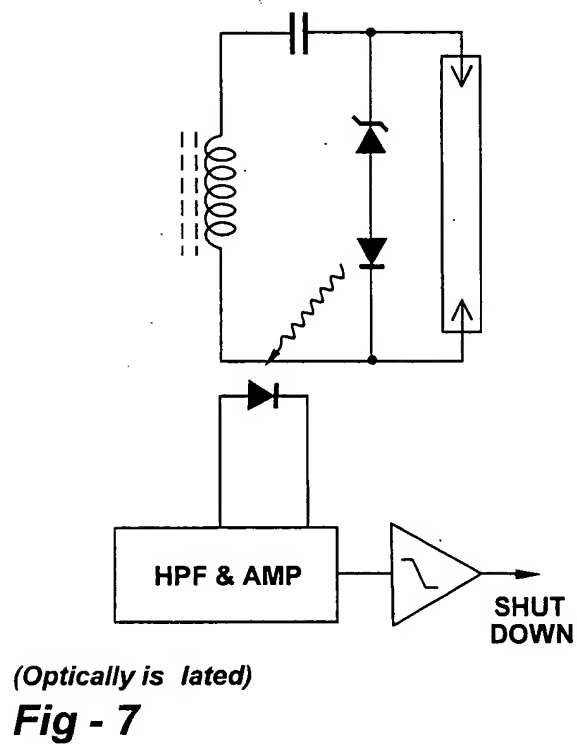 HPF & AMP
SHUT
DOWN
(Optically is lated)
Fig - 7